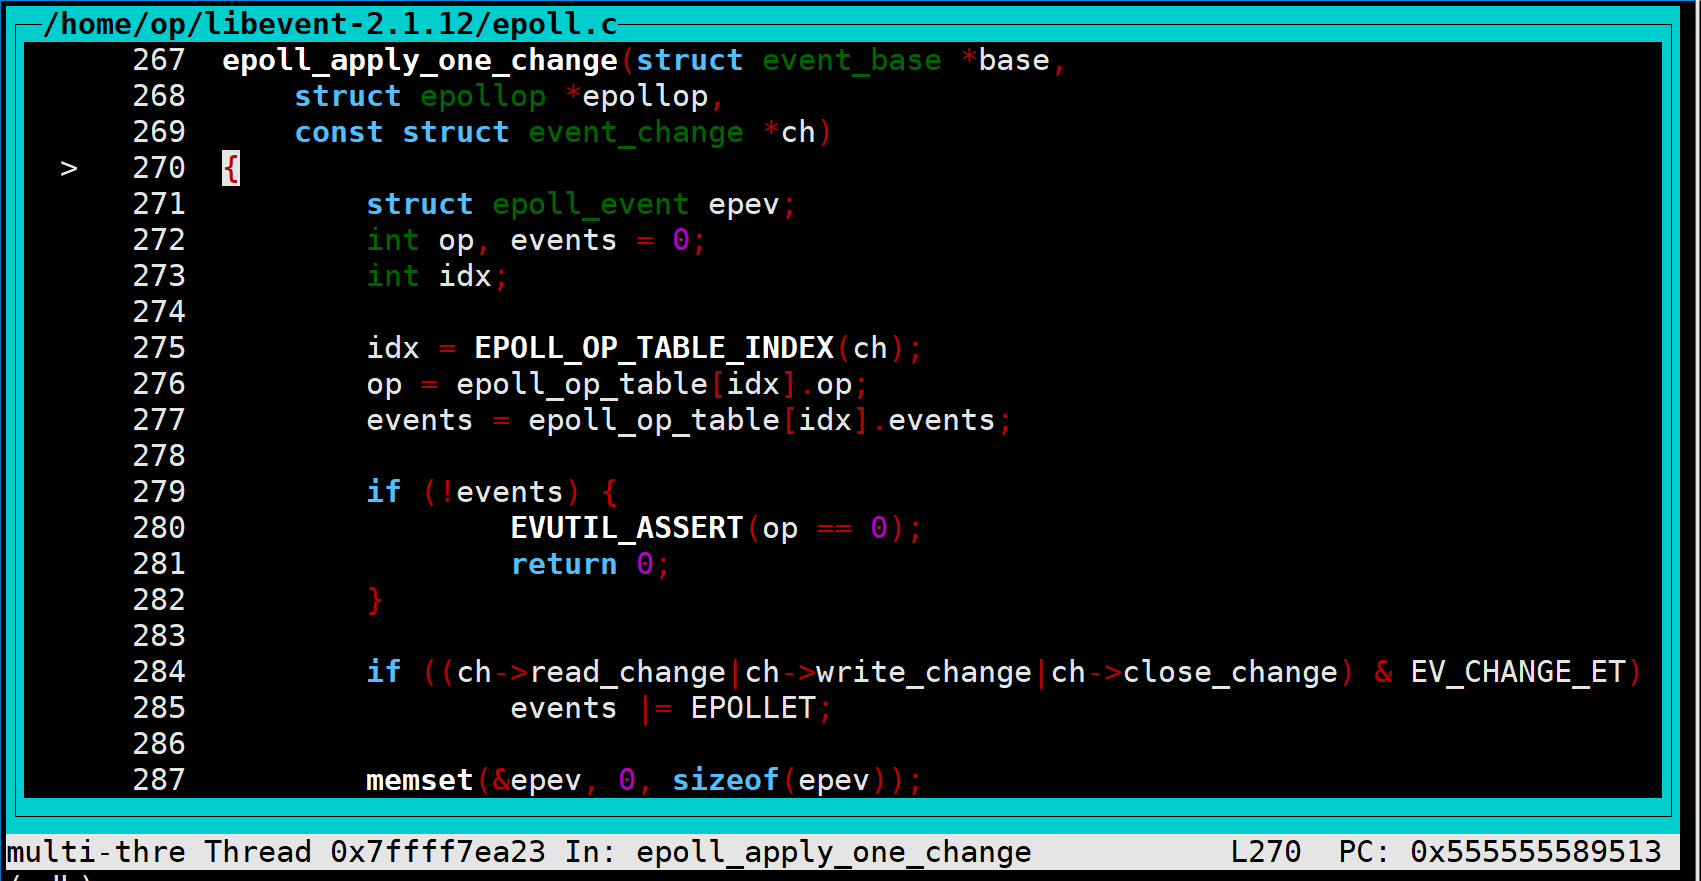 /home/op/libevent-2.1.12/epoll.c
267 epoll_apply_one_change(struct event_base *base,
268 struct epollop *epollop,
269 const struct event_change *ch)
> 270 {
271 struct epoll_event epev;
272 int op, events = 0;
273 int idx;
274
275 idx = EPOLL_OP_TABLE_INDEX(ch);
276 op = epoll_op_table[idx].op;
277 events = epoll_op_table[idx].events;
278
279 if (!events) {
280 EVUTIL_ASSERT(op == 0);
281 return 0;
282 }
283
284 if ((ch->read_change|ch->write_change|ch->close_change) & EV_CHANGE_ET)
285 events |= EPOLLET;
286
287 memset(&epev, 0, sizeof(epev));
multi-thre Thread 0x7ffff7ea23 In: epoll_apply_one_change L270 PC: 0x555555589513